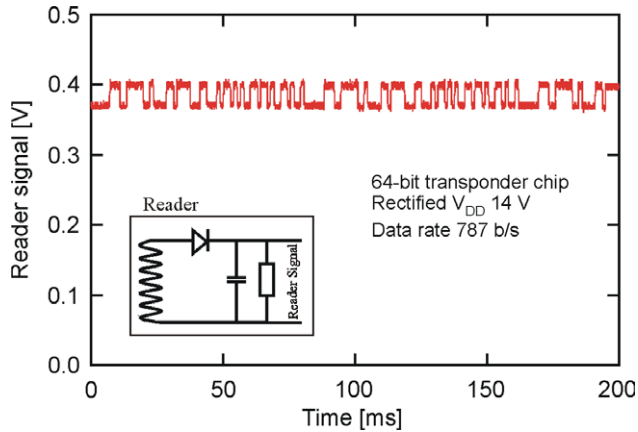 0.5
0.4
0.3
0.2
0.1
0.0
Reader signal [V]
64-bit transponder chip
Rectified V_DD 14 V
Data rate 787 b/s
Reader
Reader Signal
0 50 100 150 200
Time [ms]